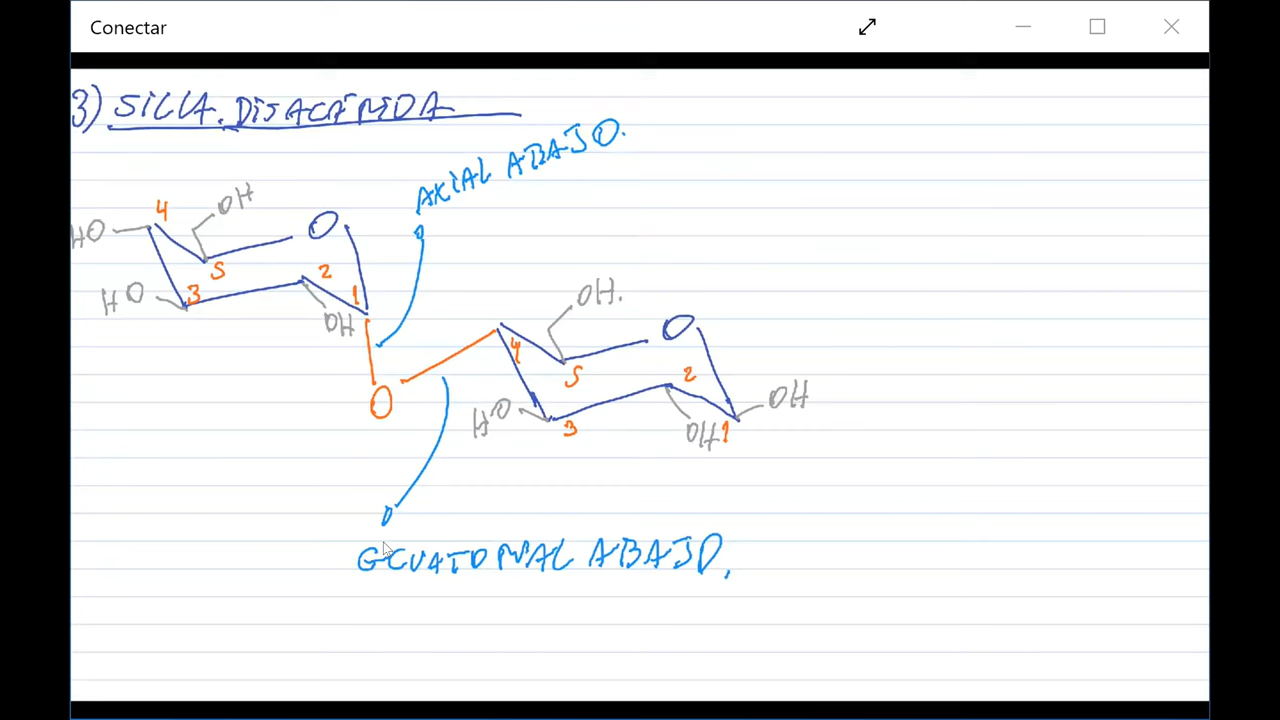 Conectar
3) SILLA. DISACÁRIDA
AXIAL ABAJO.
4
OH
HO
O
5
2
3
1
HO
OH
OH.
O
4
5
2
O
HO
3
OH
OH
1
ECUATORIAL ABAJO.